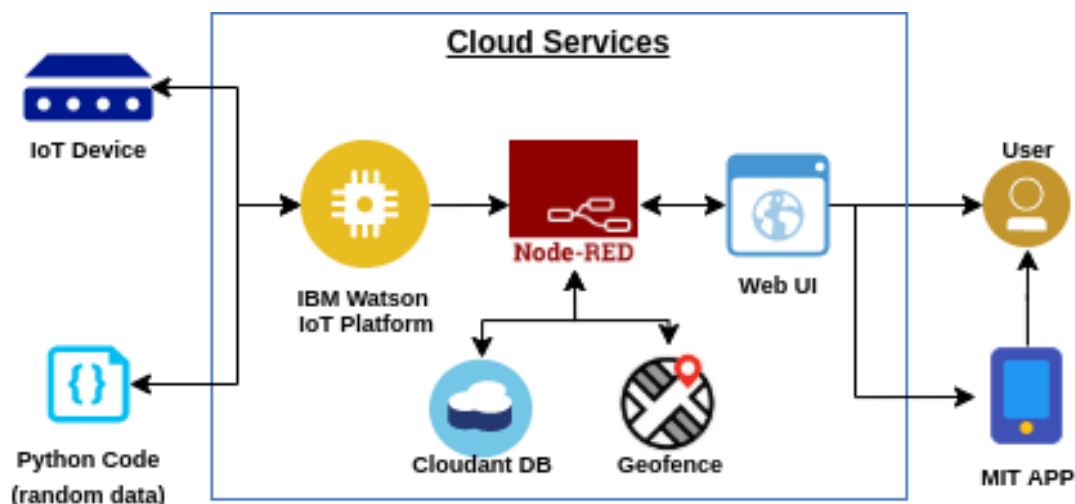 Cloud Services
IoT Device
User
Node-RED
IBM Watson
IoT Platform
Web UI
Python Code
(random data)
Cloudant DB
Geofence
MIT APP